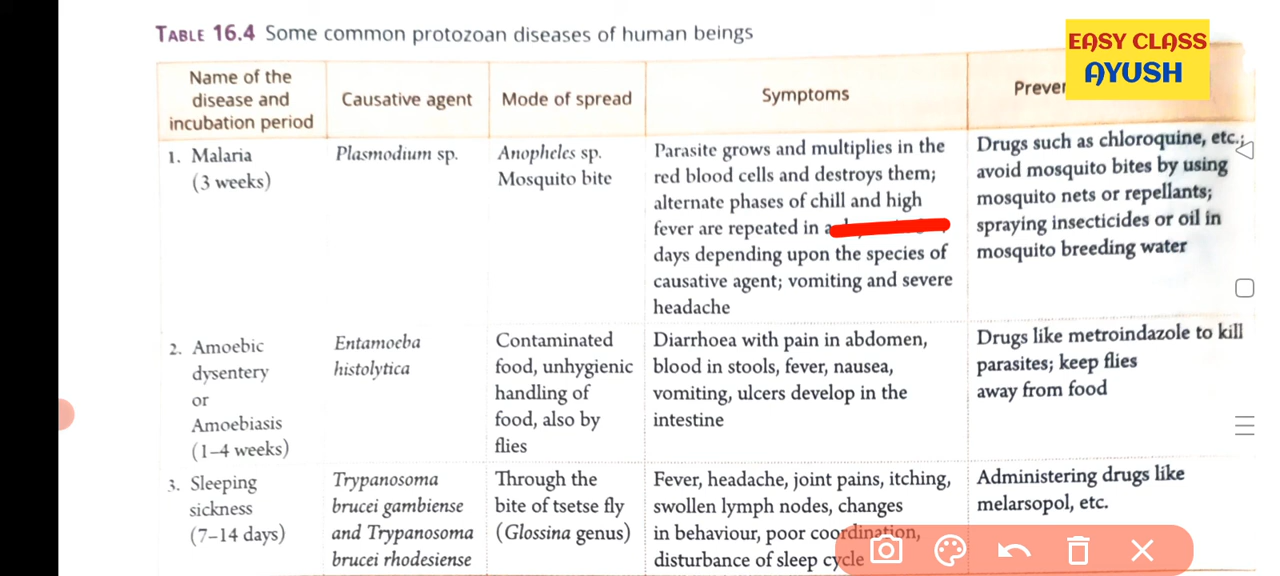 TABLE 16.4 Some common protozoan diseases of human beings
EASY CLASS
AYUSH
Name of the
disease and
incubation period
Causative agent
Mode of spread
Symptoms
1. Malaria
(3 weeks)
Plasmodium sp.
Anopheles sp.
Mosquito bite
Parasite grows and multiplies in the
red blood cells and destroys them;
alternate phases of chill and high
fever are repeated in
days depending upon the species of
causative agent; vomiting and severe
headache
Drugs such as chloroquine, etc.;
avoid mosquito bites by using
mosquito nets or repellants;
spraying insecticides or oil in
mosquito breeding water
2. Amoebic
dysentery
or
Amoebiasis
(1–4 weeks)
Entamoeba
histolytica
Contaminated
food, unhygienic
handling of
food, also by
flies
Diarrhoea with pain in abdomen,
blood in stools, fever, nausea,
vomiting, ulcers develop in the
intestine
Drugs like metroindazole to kill
parasites; keep flies
away from food
3. Sleeping
sickness
(7–14 days)
Trypanosoma
brucei gambiense
and Trypanosoma
brucei rhodesiense
Through the
bite of tsetse fly
(Glossina genus)
Fever, headache, joint pains, itching,
swollen lymph nodes, changes
in behaviour, poor coordination,
disturbance of sleep cycle
Administering drugs like
melarsopol, etc.